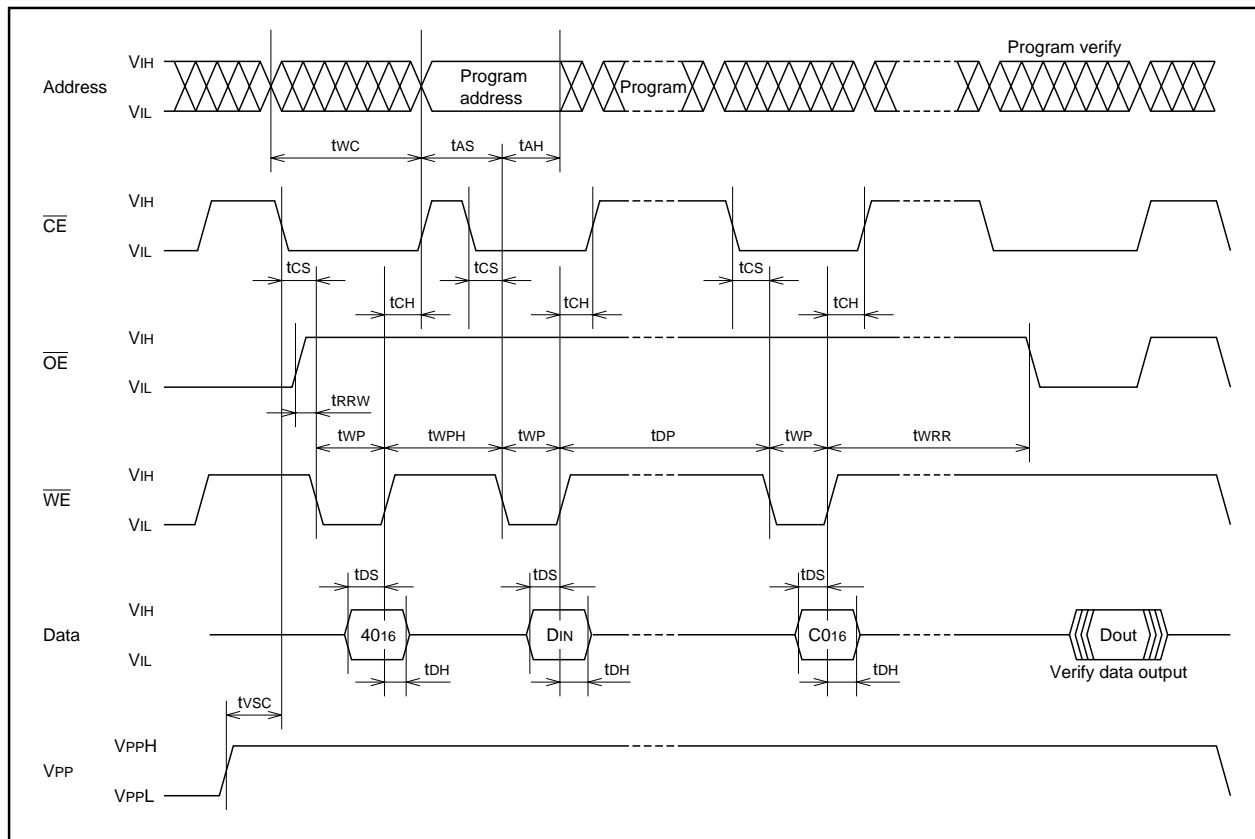 Program verify
VIH
Address
Program
address
Program
VIL
tWC
tAS
tAH
VIH
CE
VIL
tCS
tCS
tCS
tCH
tCH
tCH
VIH
OE
VIL
tRRW
tWP
tWPH
tWP
tDP
tWP
tWRR
VIH
WE
VIL
tDS
tDS
tDS
VIH
Data
4016
DIN
C016
Dout
VIL
tDH
tDH
tDH
Verify data output
tVSC
VPPH
VPP
VPPL